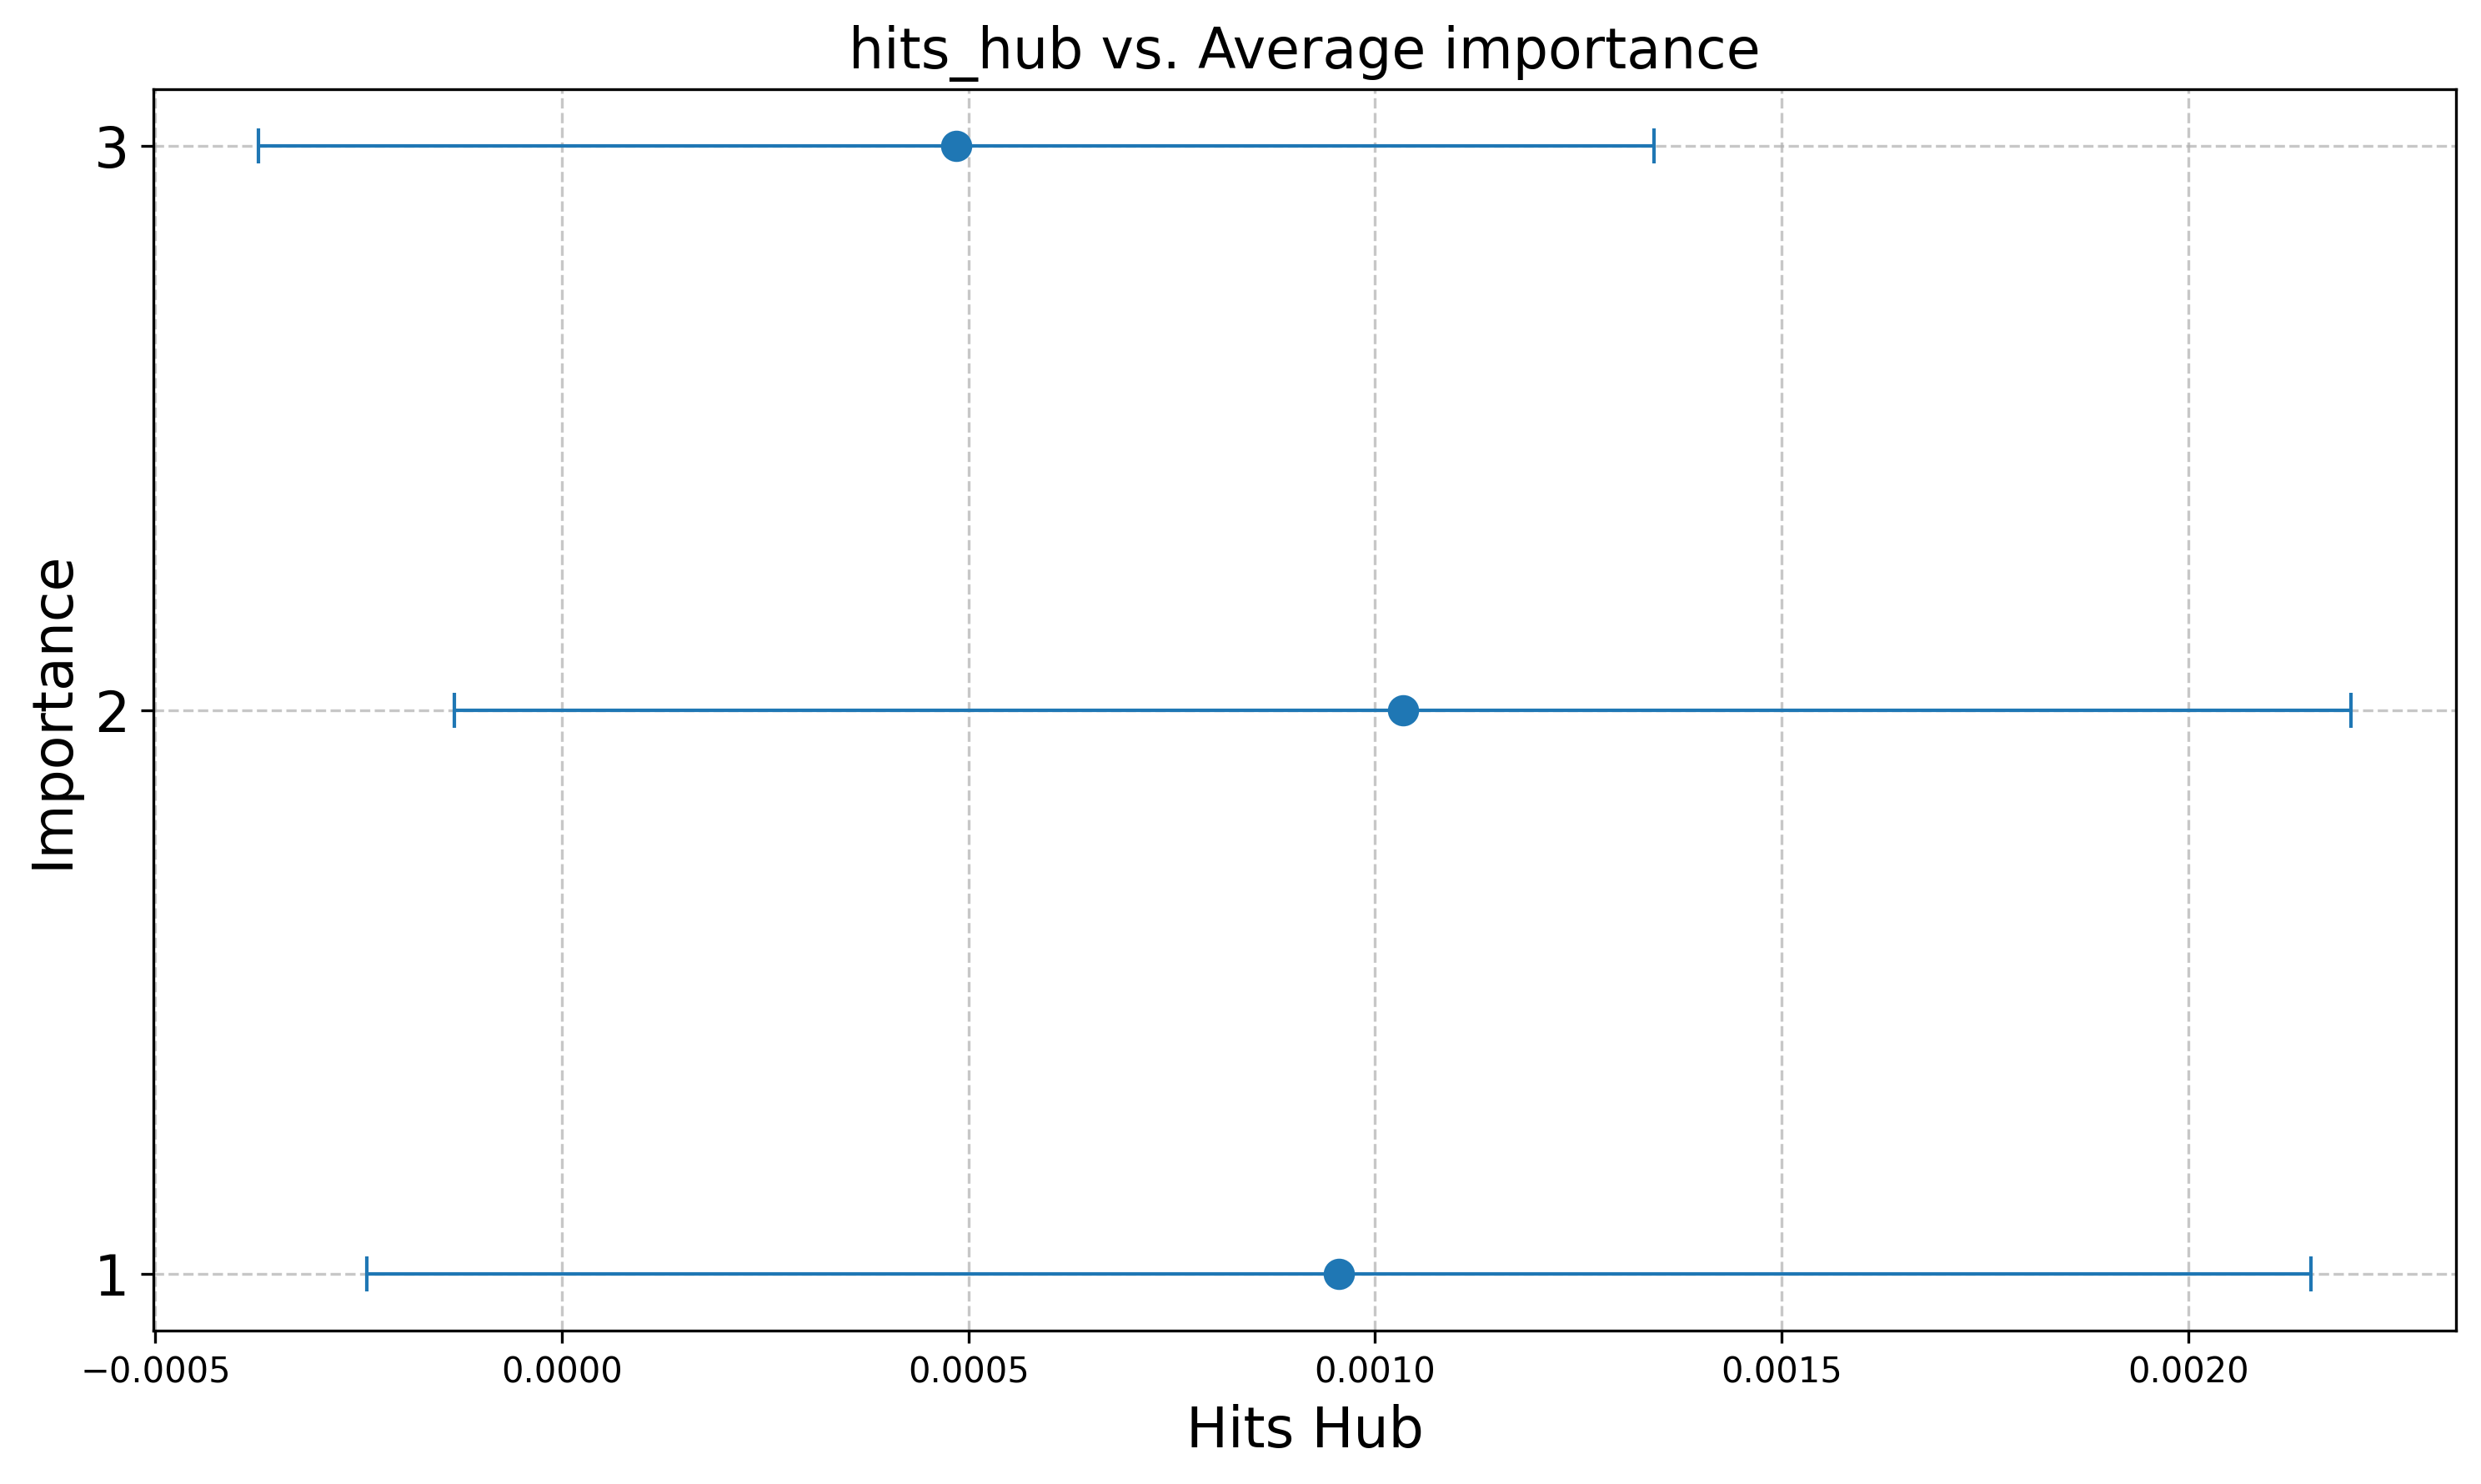 hits_hub vs. Average importance
3
2
1
Importance
−0.0005 0.0000 0.0005 0.0010 0.0015 0.0020
Hits Hub